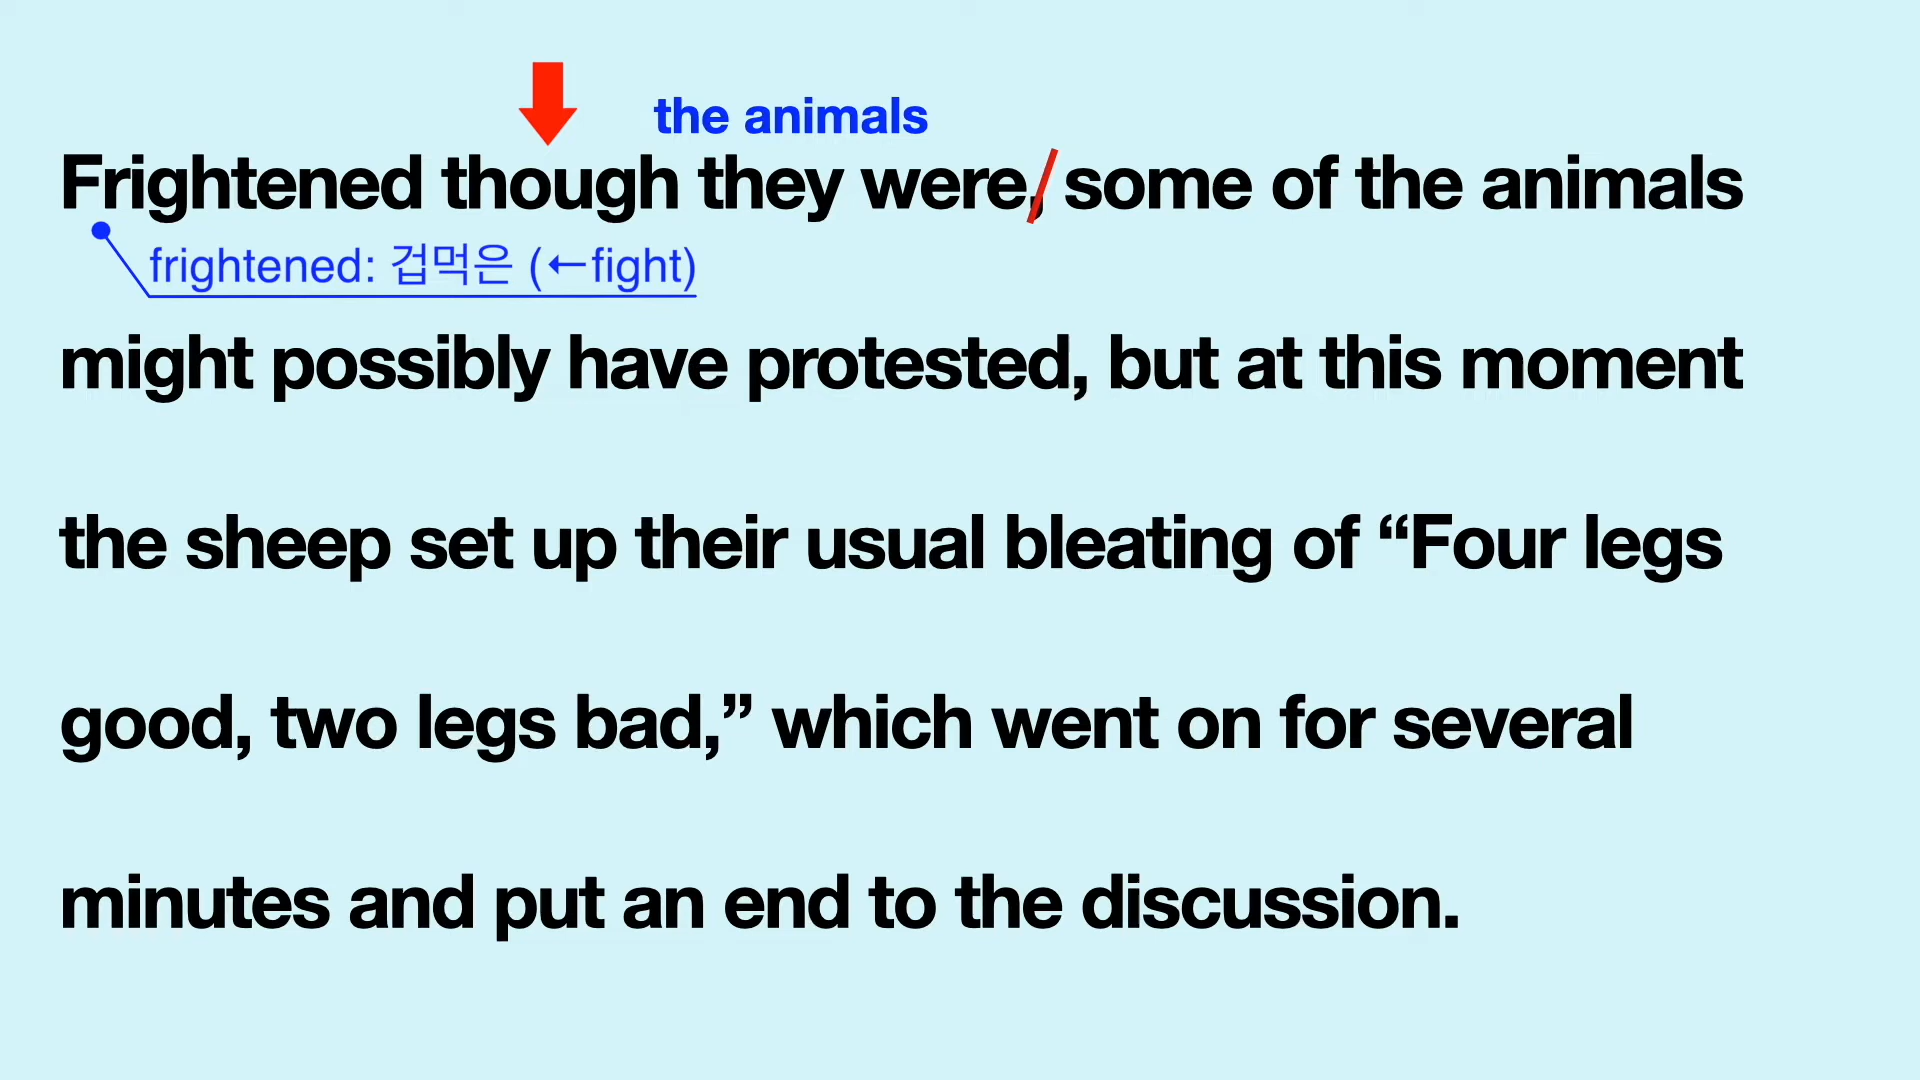 the animals
Frightened though they were, some of the animals
frightened: 겁먹은 (←fight)
might possibly have protested, but at this moment
the sheep set up their usual bleating of “Four legs
good, two legs bad,” which went on for several
minutes and put an end to the discussion.